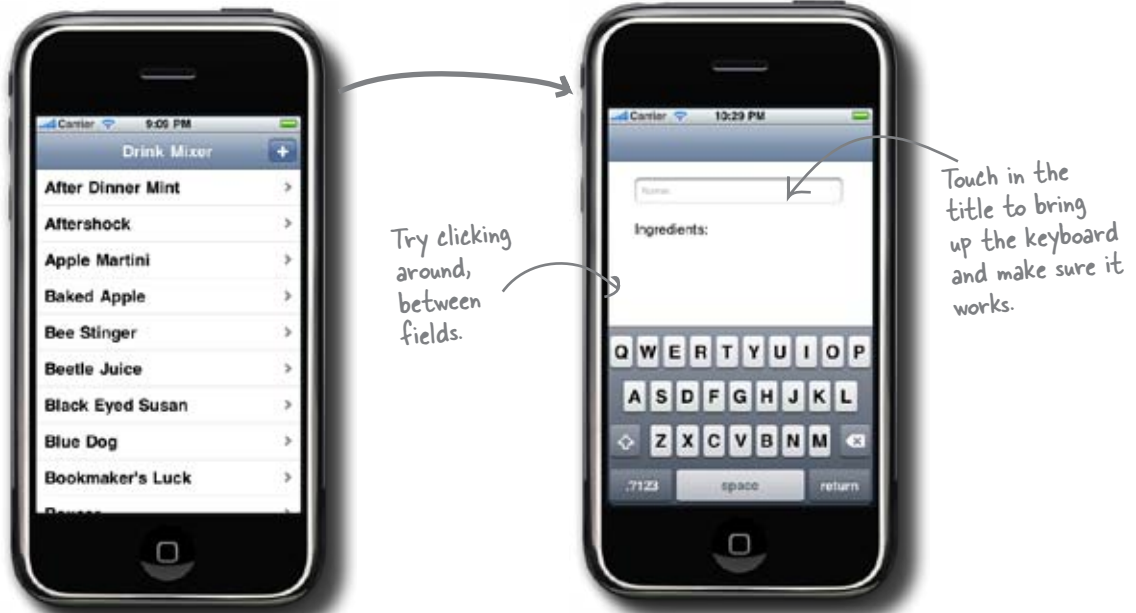 Carrier 9:09 PM
Drink Mixer +
After Dinner Mint
Aftershock
Apple Martini
Baked Apple
Bee Stinger
Beetle Juice
Black Eyed Susan
Blue Dog
Bookmaker's Luck
Try clicking
around,
between
fields.
Carrier 10:29 PM
Name:
Ingredients:
Q W E R T Y U I O P
A S D F G H J K L
Z X C V B N M
.?123 space return
Touch in the
title to bring
up the keyboard
and make sure it
works.